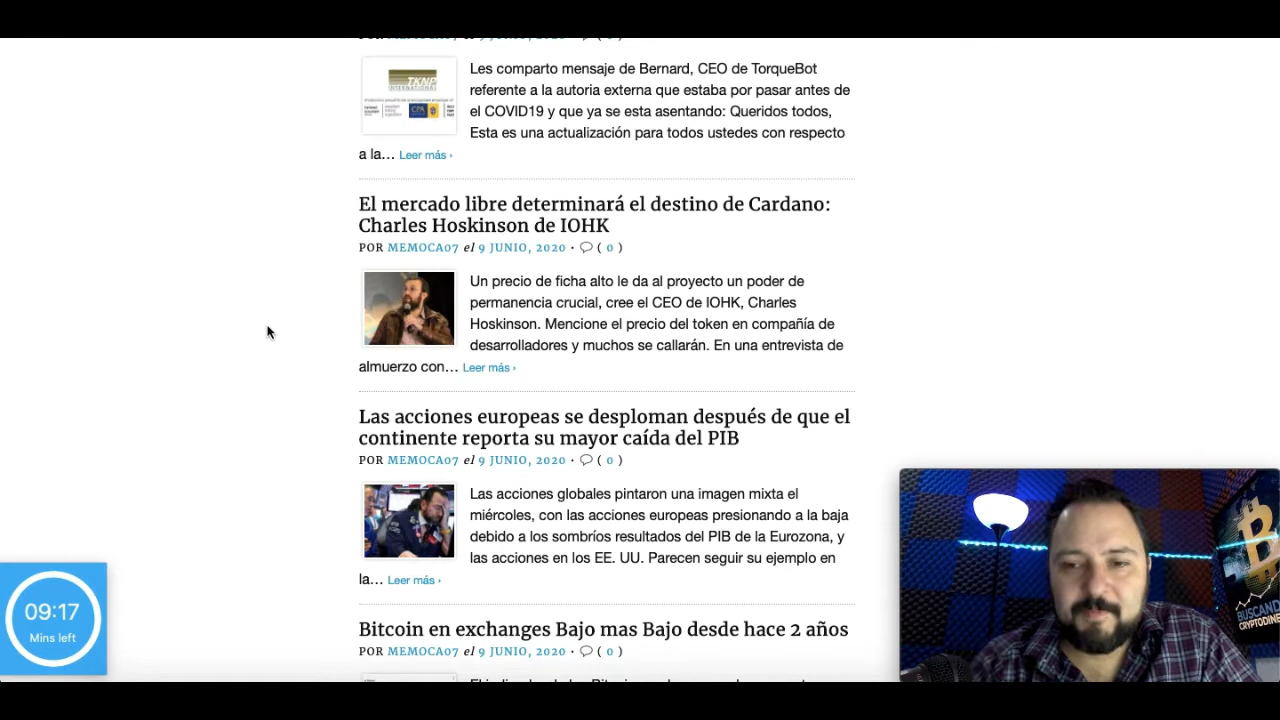 Les comparto mensaje de Bernard, CEO de TorqueBot
referente a la autoria externa que estaba por pasar antes de
el COVID19 y que ya se esta asentando: Queridos todos,
Esta es una actualización para todos ustedes con respecto
a la… Leer más ›
TKNP
INTERNATIONAL
CPA
El mercado libre determinará el destino de Cardano:
Charles Hoskinson de IOHK
POR MEMOCA07 el 9 JUNIO, 2020 • ( 0 )
Un precio de ficha alto le da al proyecto un poder de
permanencia crucial, cree el CEO de IOHK, Charles
Hoskinson. Mencione el precio del token en compañía de
desarrolladores y muchos se callarán. En una entrevista de
almuerzo con… Leer más ›
Las acciones europeas se desploman después de que el
continente reporta su mayor caída del PIB
POR MEMOCA07 el 9 JUNIO, 2020 • ( 0 )
Las acciones globales pintaron una imagen mixta el
miércoles, con las acciones europeas presionando a la baja
debido a los sombríos resultados del PIB de la Eurozona, y
las acciones en los EE. UU. Parecen seguir su ejemplo en
la… Leer más ›
Bitcoin en exchanges Bajo mas Bajo desde hace 2 años
POR MEMOCA07 el 9 JUNIO, 2020 • ( 0 )
09:17
Mins left
BUSCAND
CRYPTODINE